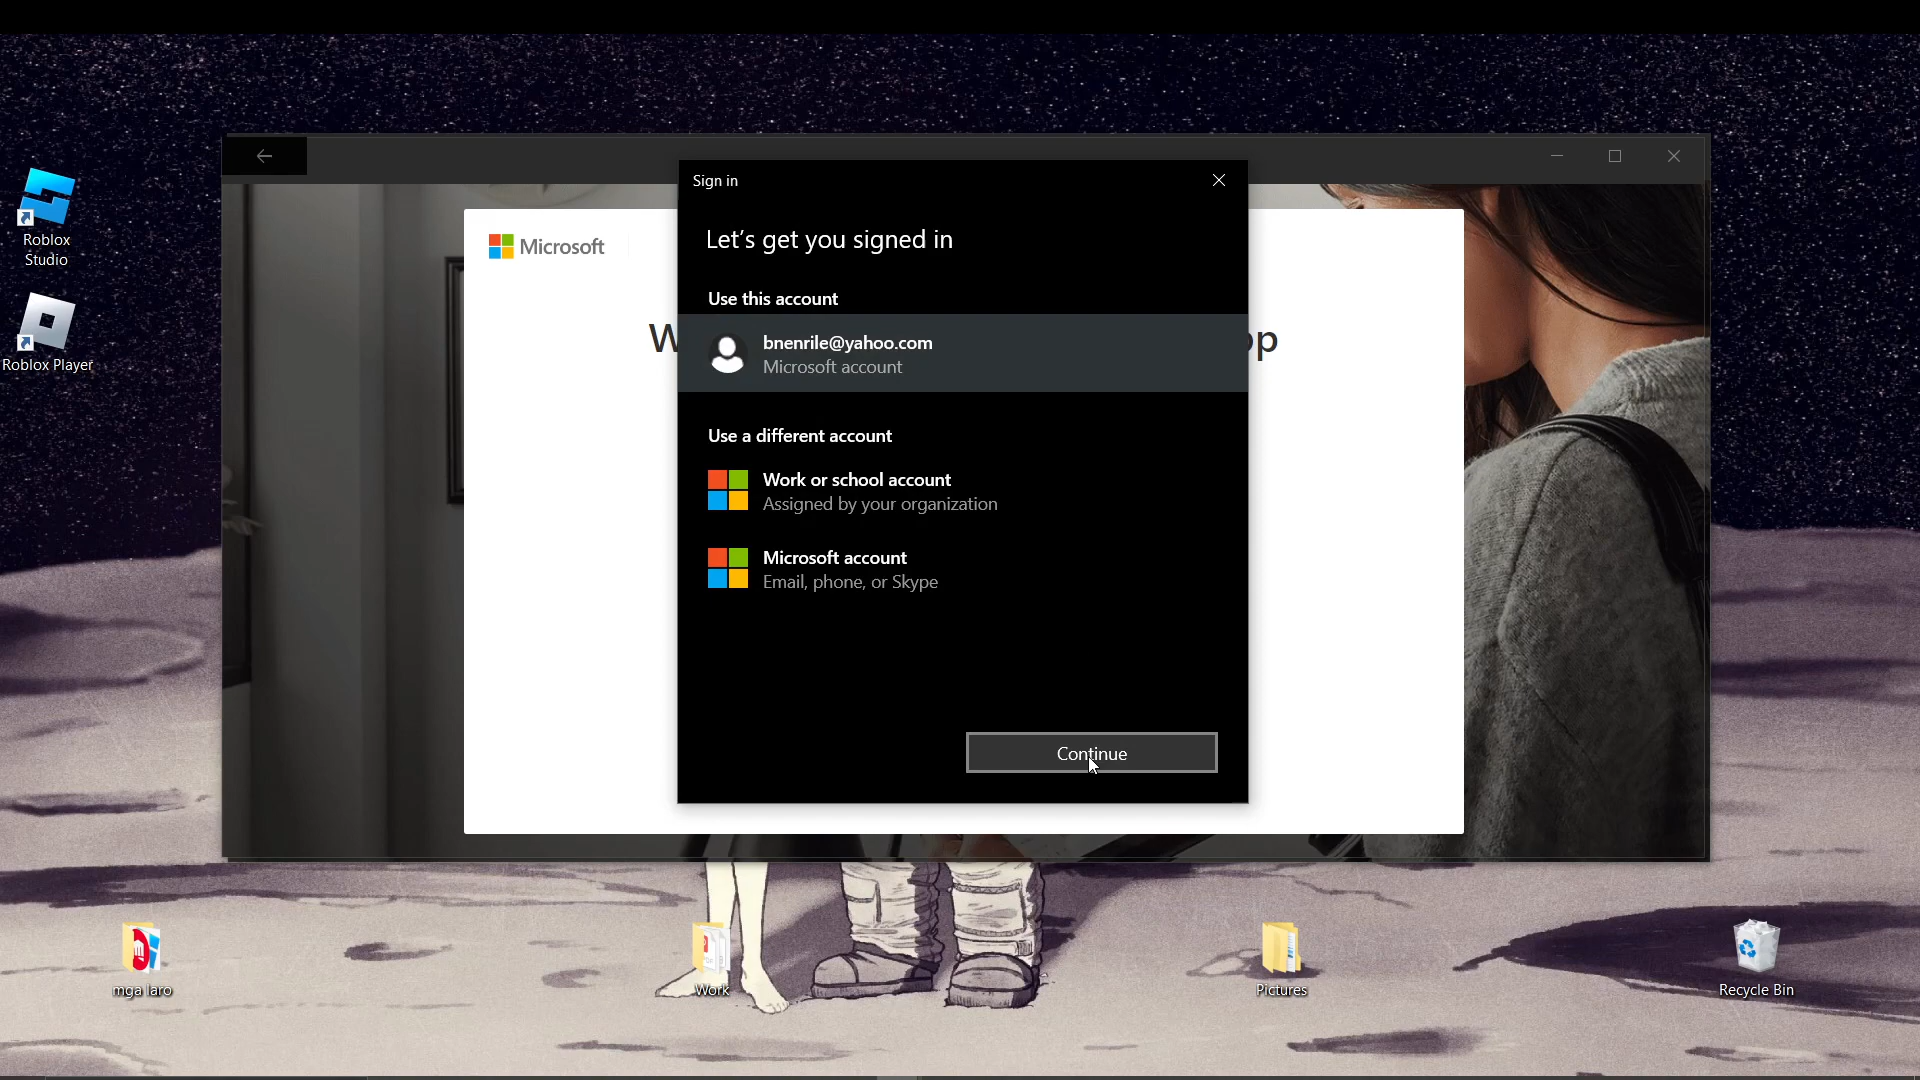 Sign in
Let's get you signed in
Use this account
bnenrile@yahoo.com
Microsoft account
Use a different account
Work or school account
Assigned by your organization
Microsoft account
Email, phone, or Skype
Continue
Microsoft
Roblox
Studio
Roblox Player
mga laro
Work
Pictures
Recycle Bin